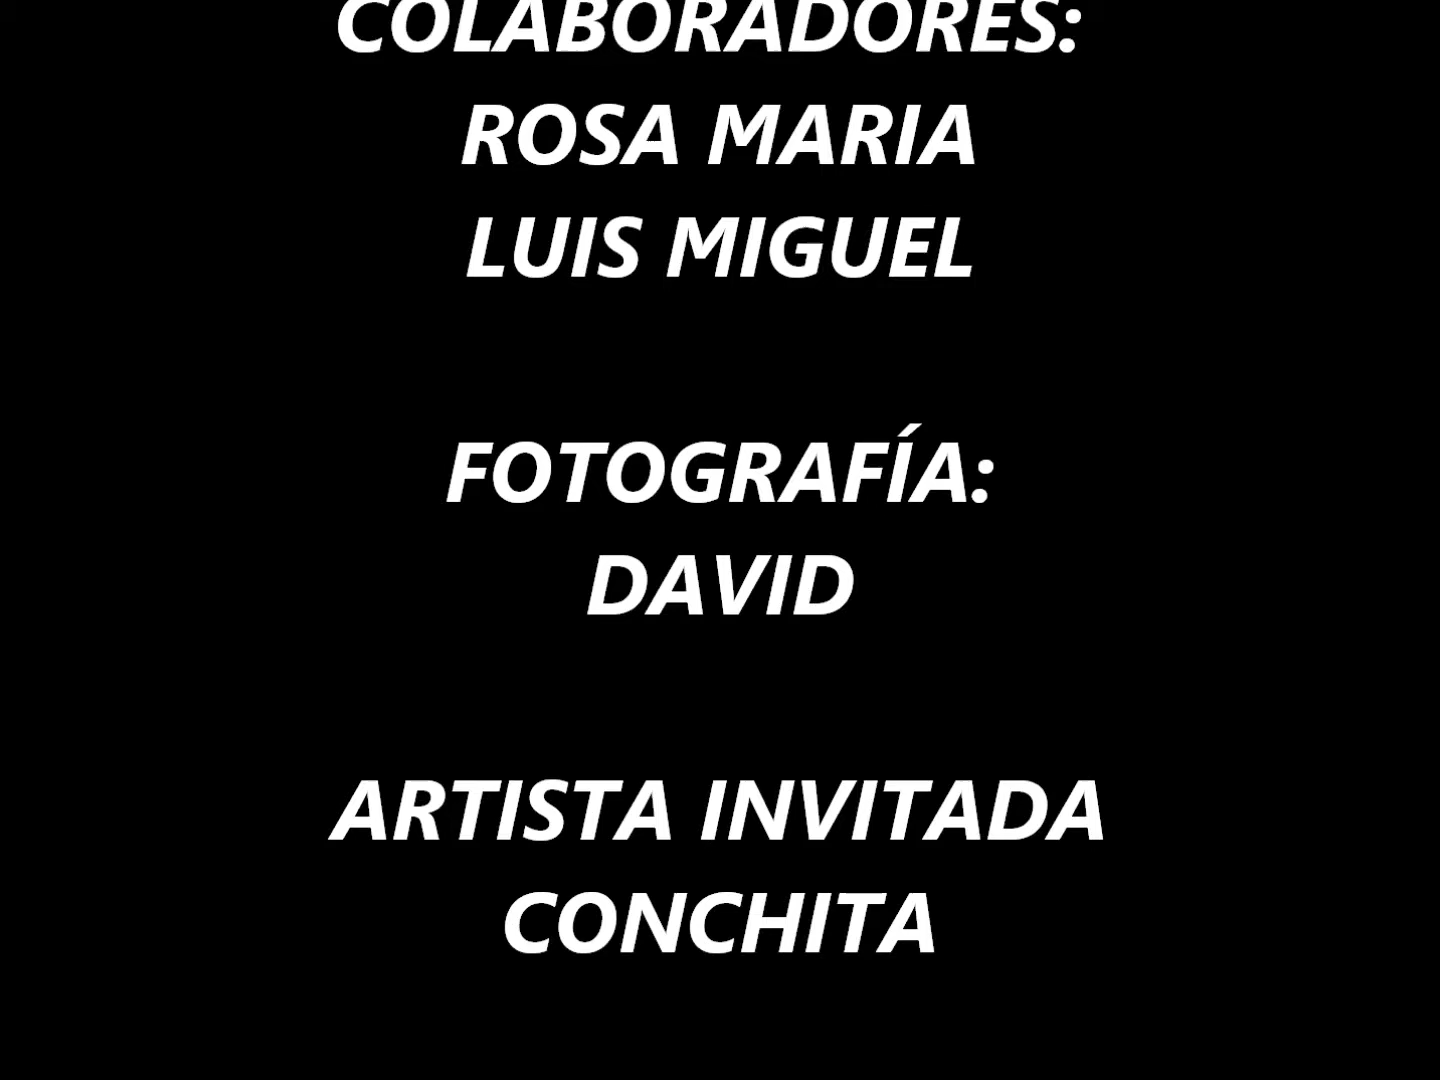 COLABORADORES:
ROSA MARIA
LUIS MIGUEL
FOTOGRAFÍA:
DAVID
ARTISTA INVITADA
CONCHITA